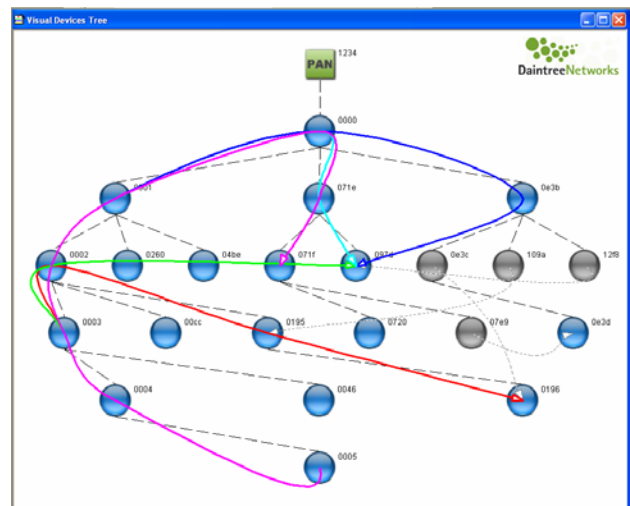 Visual Devices Tree
DaintreeNetworks
PAN
1234
0000
0001
071e
0e3b
0002
0260
04be
071f
097d
0e3c
109a
12f8
0003
00cc
0195
0720
07e9
0e3d
0004
0046
0196
0005